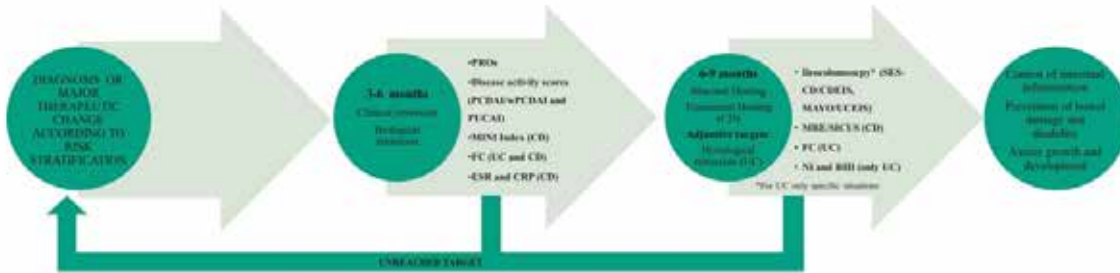 DIAGNOSIS OR
MAJOR
THERAPEUTIC
CHANGE
ACCORDING TO
RISK
STRATIFICATION
3-6 months
Clinical remission
Biological
remission
•PROs
•Disease activity scores
(PCDAI/wPCDAI and
PUCAI)
•MINI Index (CD)
•FC (UC and CD)
•ESR and CRP (CD)
6-9 months
Mucosal Healing
Transmural Healing
Adjunctive targets:
Histological
remission (UC)
• Ileocolonoscopy* (SES-
CD/CDEIS,
MAYO/UCEIS)
• MRE/SICUS (CD)
• FC (UC)
• NI and RHI (only UC)
*For UC only specific situations
Control of intestinal
inflammation
Prevention of bowel
damage and
disability
Assure growth and
development
UNREACHED TARGET